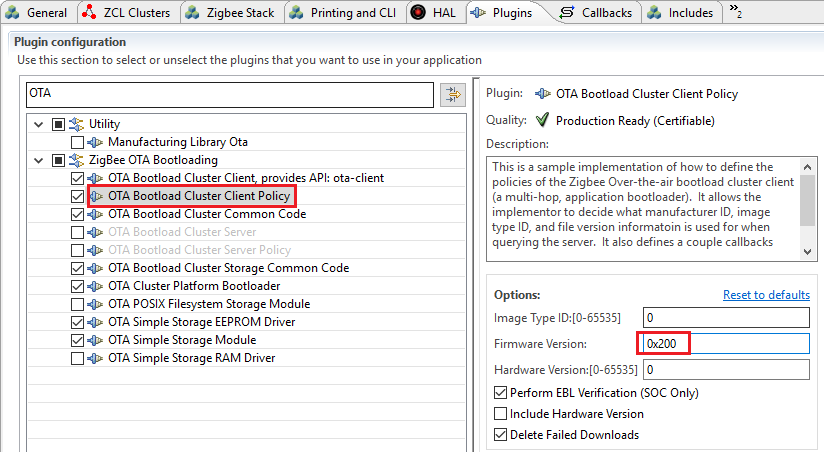 General ZCL Clusters Zigbee Stack Printing and CLI HAL Plugins Callbacks Includes »2
Plugin configuration
Use this section to select or unselect the plugins that you want to use in your application
OTA
Utility
Manufacturing Library Ota
ZigBee OTA Bootloading
OTA Bootload Cluster Client, provides API: ota-client
OTA Bootload Cluster Client Policy
OTA Bootload Cluster Common Code
OTA Bootload Cluster Server
OTA Bootload Cluster Server Policy
OTA Bootload Cluster Storage Common Code
OTA Cluster Platform Bootloader
OTA POSIX Filesystem Storage Module
OTA Simple Storage EEPROM Driver
OTA Simple Storage Module
OTA Simple Storage RAM Driver
Plugin: OTA Bootload Cluster Client Policy
Quality: Production Ready (Certifiable)
Description:
This is a sample implementation of how to define the
policies of the Zigbee Over-the-air bootload cluster client
(a multi-hop, application bootloader). It allows the
implementor to decide what manufacturer ID, image
type ID, and file version informatoin is used for when
querying the server. It also defines a couple callbacks
Options: Reset to defaults
Image Type ID:[0-65535] 0
Firmware Version: 0x200
Hardware Version:[0-65535] 0
Perform EBL Verification (SOC Only)
Include Hardware Version
Delete Failed Downloads